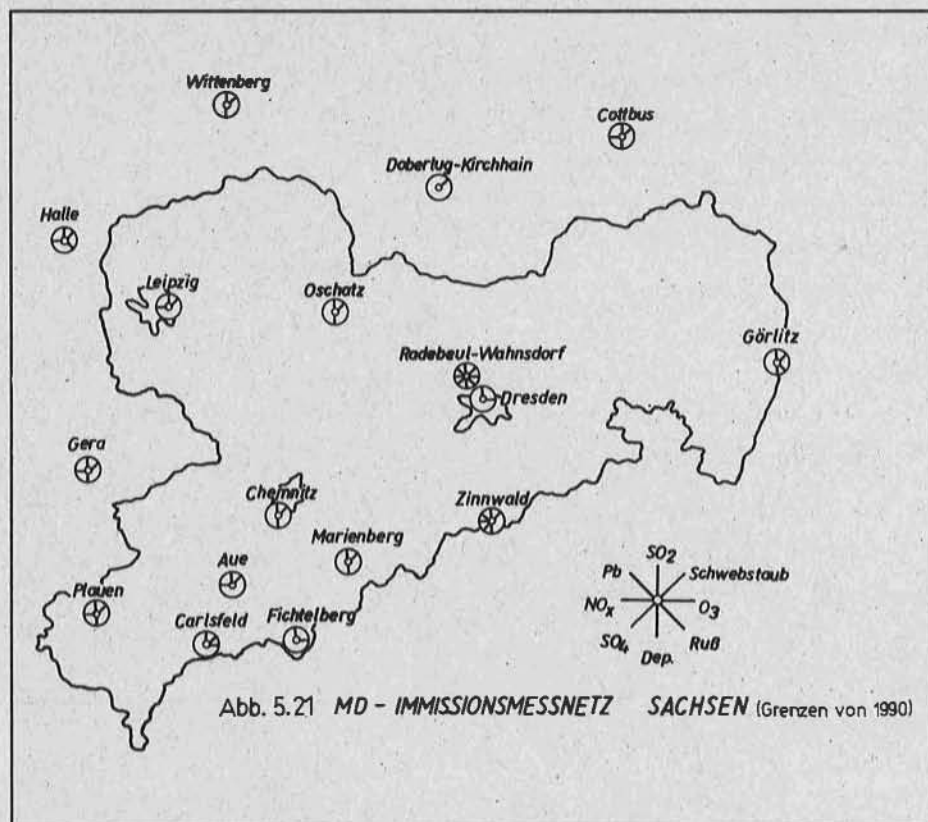 Wittenberg
Cottbus
Doberlug-Kirchhain
Halle
Leipzig
Oschatz
Görlitz
Radebeul-Wahnsdorf
Dresden
Gera
Chemnitz
Zinnwald
Marienberg
Aue
Plauen
Carlsfeld
Fichtelberg
SO2
Pb
Schwebstaub
NOx
O3
SO4
Ruß
Dep.
Abb. 5.21 MD - IMMISSIONSMESSNETZ SACHSEN (Grenzen von 1990)